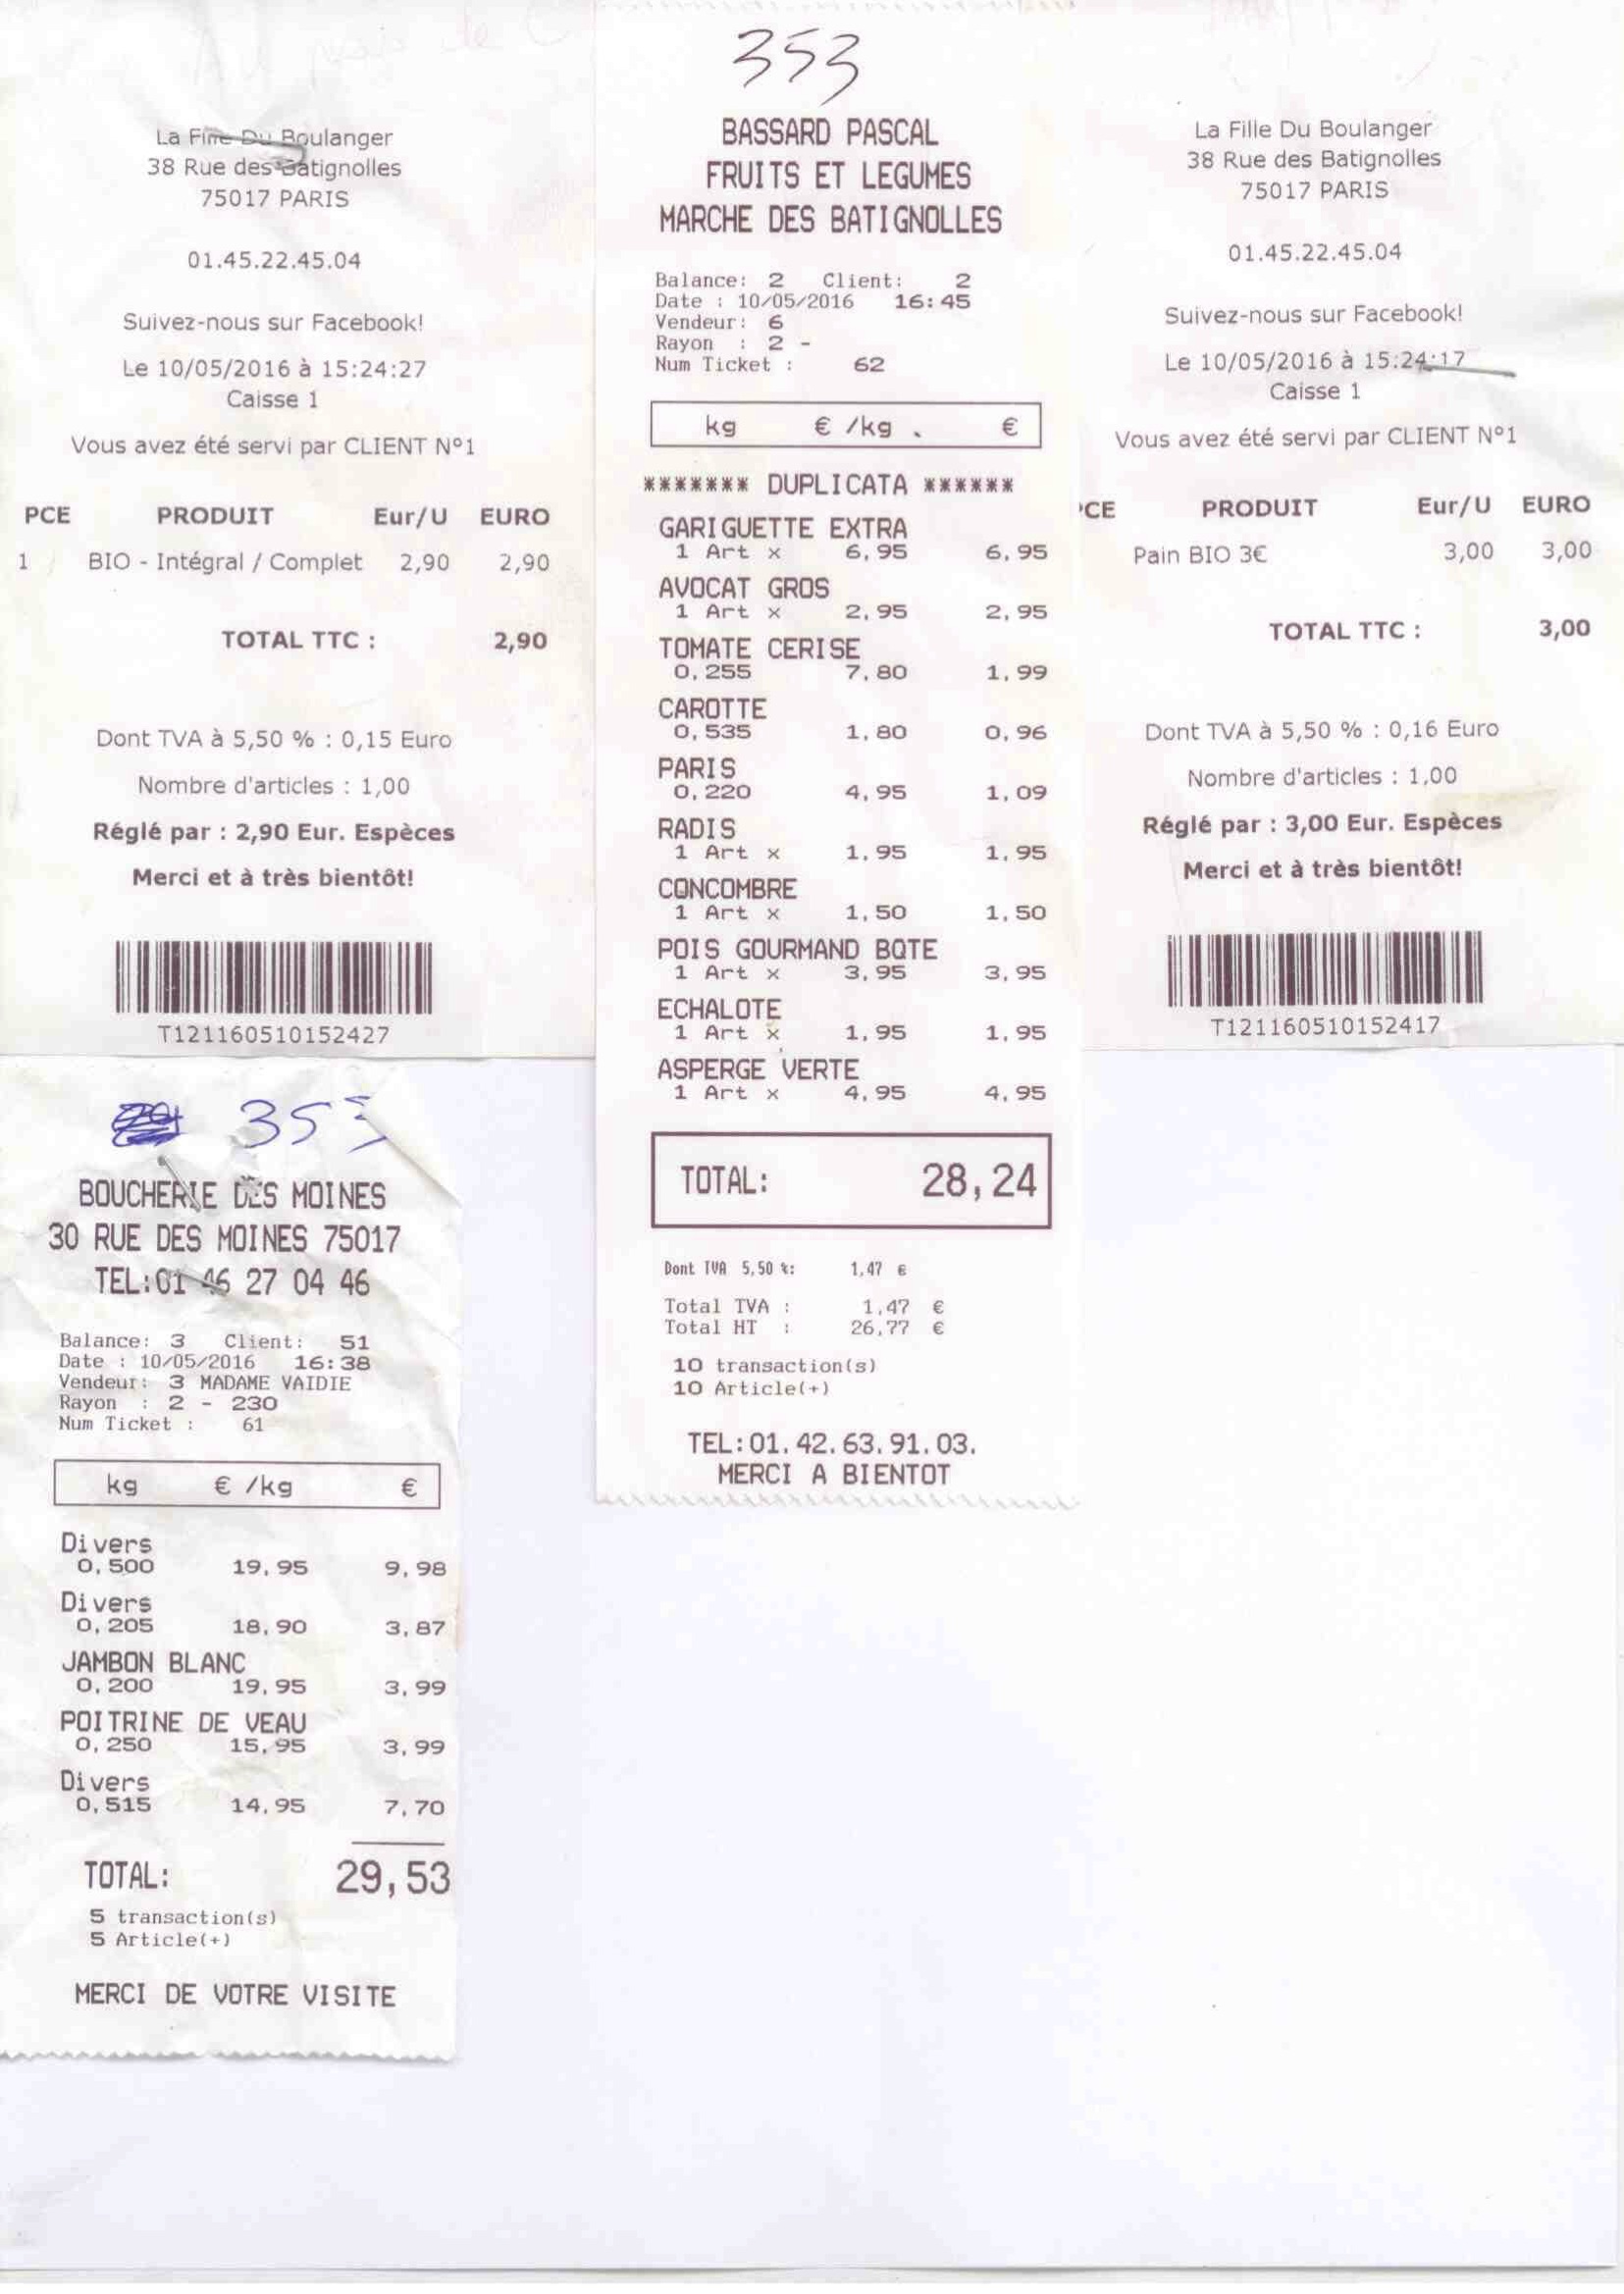 La Fille Du Boulanger
38 Rue des Batignolles
75017 PARIS
01.45.22.45.04
Suivez-nous sur Facebook!
Le 10/05/2016 à 15:24:27
Caisse 1
Vous avez été servi par CLIENT N°1
PCE PRODUIT Eur/U EURO
1 BIO - Intégral / Complet 2,90 2,90
TOTAL TTC : 2,90
Dont TVA à 5,50 % : 0,15 Euro
Nombre d'articles : 1,00
Réglé par : 2,90 Eur. Espèces
Merci et à très bientôt!
T121160510152427
353
BASSARD PASCAL
FRUITS ET LEGUMES
MARCHE DES BATIGNOLLES
Balance: 2 Client: 2
Date : 10/05/2016 16:45
Vendeur: 6
Rayon : 2 -
Num Ticket : 62
kg € /kg . €
******* DUPLICATA ******
GARIGUETTE EXTRA
1 Art x 6,95 6,95
AVOCAT GROS
1 Art x 2,95 2,95
TOMATE CERISE
0,255 7,80 1,99
CAROTTE
0,535 1,80 0,96
PARIS
0,220 4,95 1,09
RADIS
1 Art x 1,95 1,95
CONCOMBRE
1 Art x 1,50 1,50
POIS GOURMAND BQTE
1 Art x 3,95 3,95
ECHALOTE
1 Art x 1,95 1,95
ASPERGE VERTE
1 Art x 4,95 4,95
TOTAL: 28,24
Dont TVA 5,50 %: 1,47 €
Total TVA : 1,47 €
Total HT : 26,77 €
10 transaction(s)
10 Article(+)
TEL:01.42.63.91.03.
MERCI A BIENTOT
La Fille Du Boulanger
38 Rue des Batignolles
75017 PARIS
01.45.22.45.04
Suivez-nous sur Facebook!
Le 10/05/2016 à 15:24:17
Caisse 1
Vous avez été servi par CLIENT N°1
PCE PRODUIT Eur/U EURO
Pain BIO 3€ 3,00 3,00
TOTAL TTC : 3,00
Dont TVA à 5,50 % : 0,16 Euro
Nombre d'articles : 1,00
Réglé par : 3,00 Eur. Espèces
Merci et à très bientôt!
T121160510152417
353
BOUCHERIE DES MOINES
30 RUE DES MOINES 75017
TEL:01 46 27 04 46
Balance: 3 Client: 51
Date : 10/05/2016 16:38
Vendeur: 3 MADAME VAIDIE
Rayon : 2 - 230
Num Ticket : 61
kg € /kg €
Divers
0,500 19,95 9,98
Divers
0,205 18,90 3,87
JAMBON BLANC
0,200 19,95 3,99
POITRINE DE VEAU
0,250 15,95 3,99
Divers
0,515 14,95 7,70
TOTAL: 29,53
5 transaction(s)
5 Article(+)
MERCI DE VOTRE VISITE